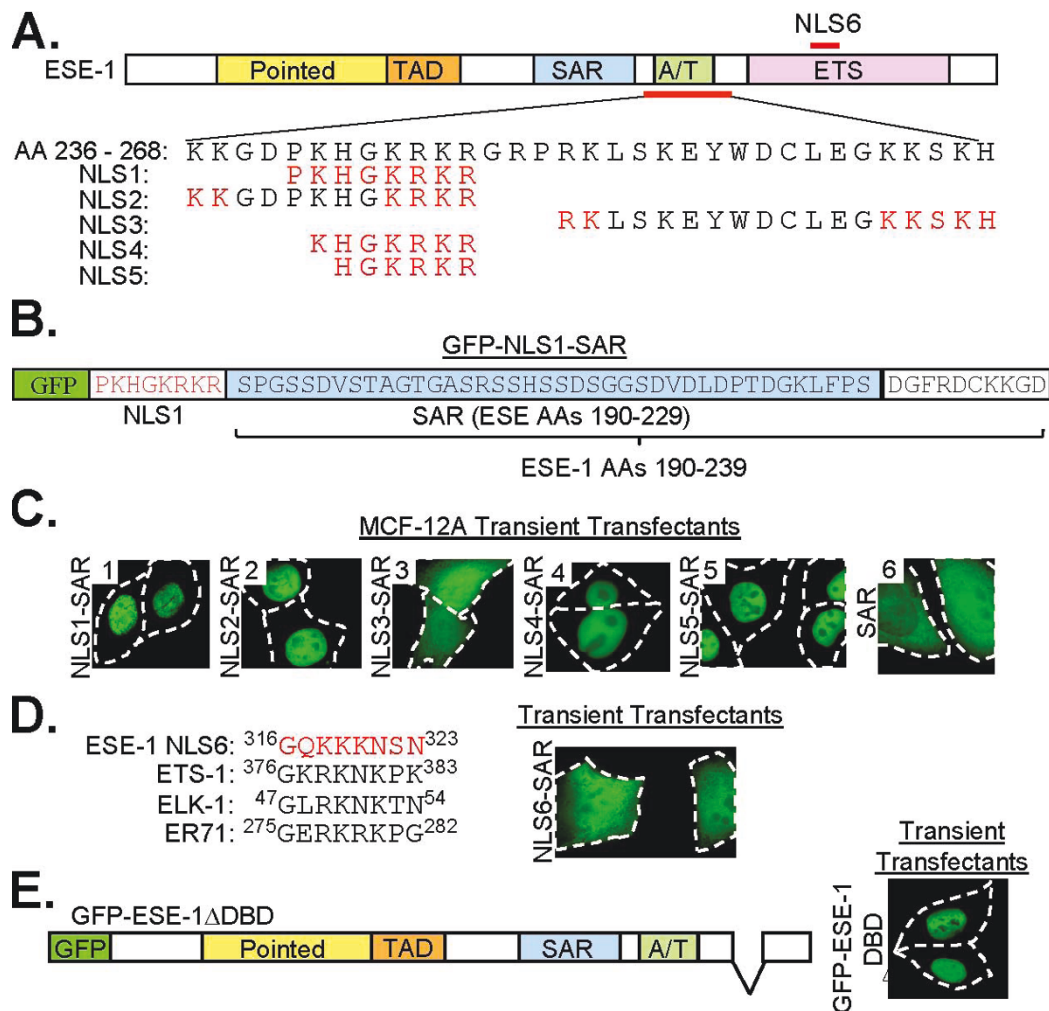 A.
NLS6
ESE-1
Pointed TAD SAR A/T ETS
AA 236 - 268: KKGDPKHGKRKRGRPRKLSKEYWDCLEGKKSKH
NLS1: PKHGKRKR
NLS2: KKGDPKHGKRKR
NLS3: RKLSKEYWDCLEGKKSKH
NLS4: KHGKRKR
NLS5: HGKRKR
B.
GFP-NLS1-SAR
GFP PKHGKRKR SPGSSDVSTAGTGASRSSHSSDSGGSDVDLDPTDGKLFPS DGFRDCKKGD
NLS1 SAR (ESE AAs 190-229)
ESE-1 AAs 190-239
C.
MCF-12A Transient Transfectants
NLS1-SAR 1
NLS2-SAR 2
NLS3-SAR 3
NLS4-SAR 4
NLS5-SAR 5
SAR 6
D.
ESE-1 NLS6: 316GQKKKNSN323
ETS-1: 376GKRKNKPK383
ELK-1: 47GLRKNKTN54
ER71: 275GERKRKPG282
Transient Transfectants
NLS6-SAR
E.
GFP-ESE-1ΔDBD
GFP Pointed TAD SAR A/T
Transient
Transfectants
GFP-ESE-1
ΔDBD